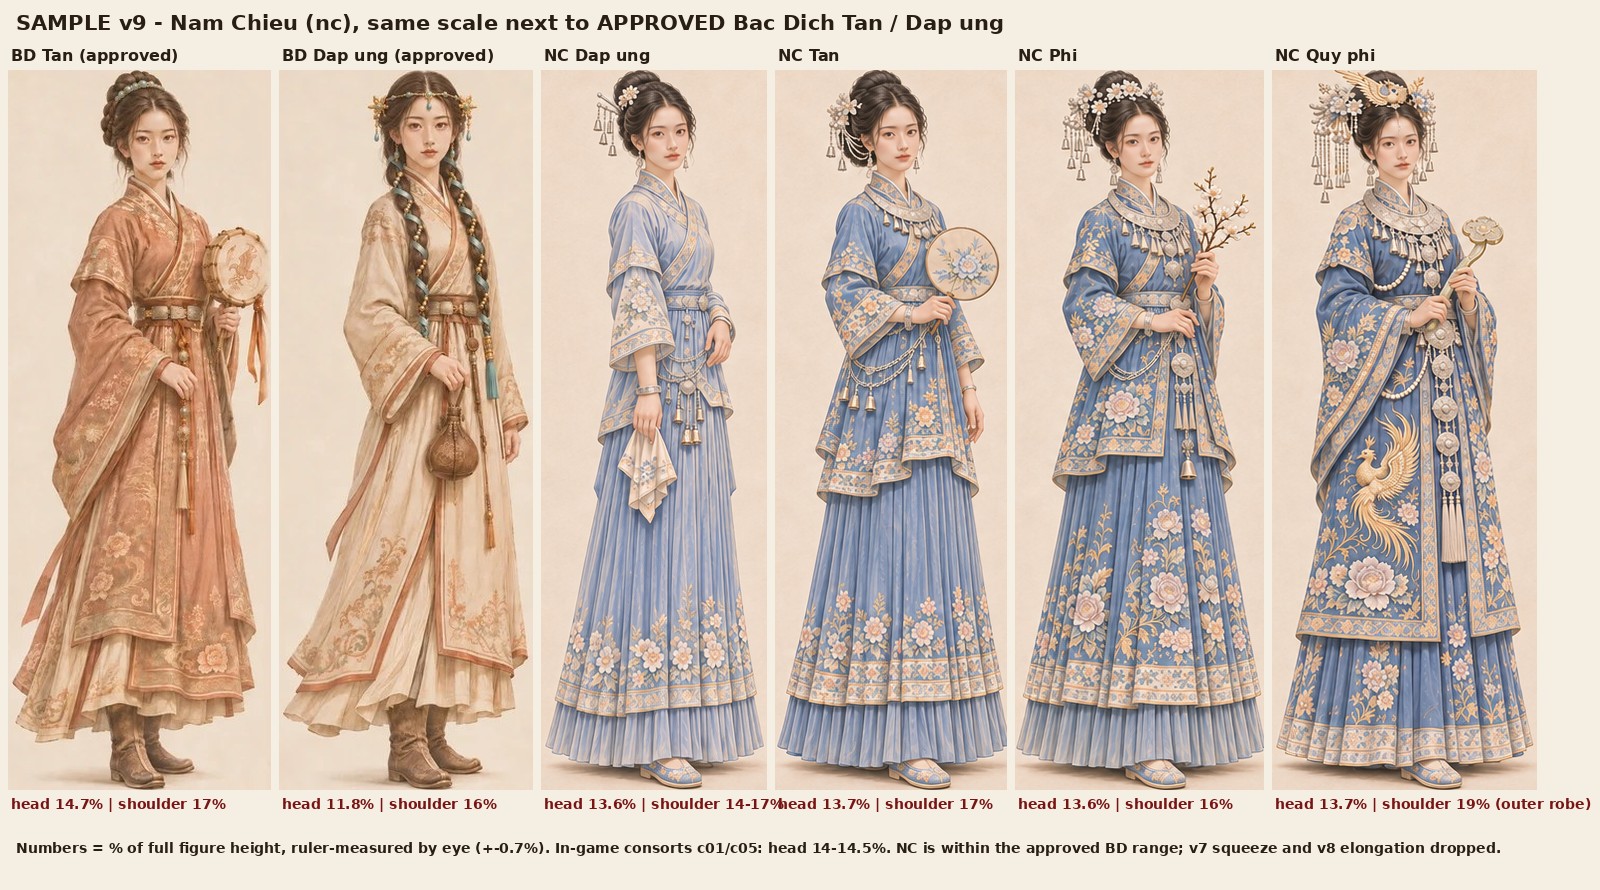 SAMPLE v9 - Nam Chieu (nc), same scale next to APPROVED Bac Dich Tan / Dap ung
BD Tan (approved)
BD Dap ung (approved)
NC Dap ung
NC Tan
NC Phi
NC Quy phi
head 14.7% | shoulder 17%
head 11.8% | shoulder 16%
head 13.6% | shoulder 14-17%
head 13.7% | shoulder 17%
head 13.6% | shoulder 16%
head 13.7% | shoulder 19% (outer robe)
Numbers = % of full figure height, ruler-measured by eye (+-0.7%). In-game consorts c01/c05: head 14-14.5%. NC is within the approved BD range; v7 squeeze and v8 elongation dropped.